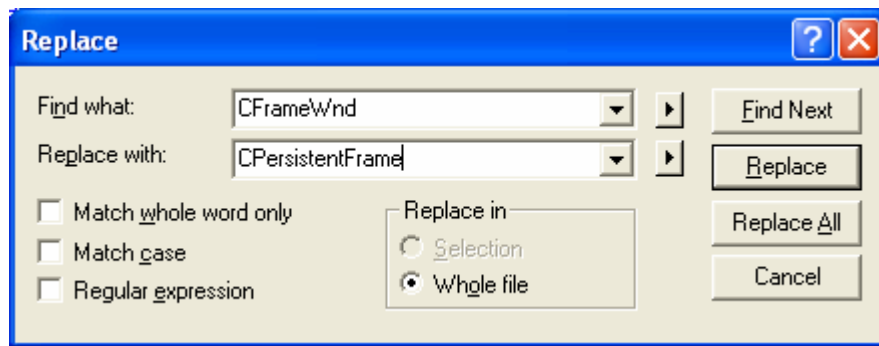 Replace
Find what: CFrameWnd Find Next
Replace with: CPersistentFrame Replace
Match whole word only Replace in Replace All
Match case Selection
Regular expression Whole file Cancel